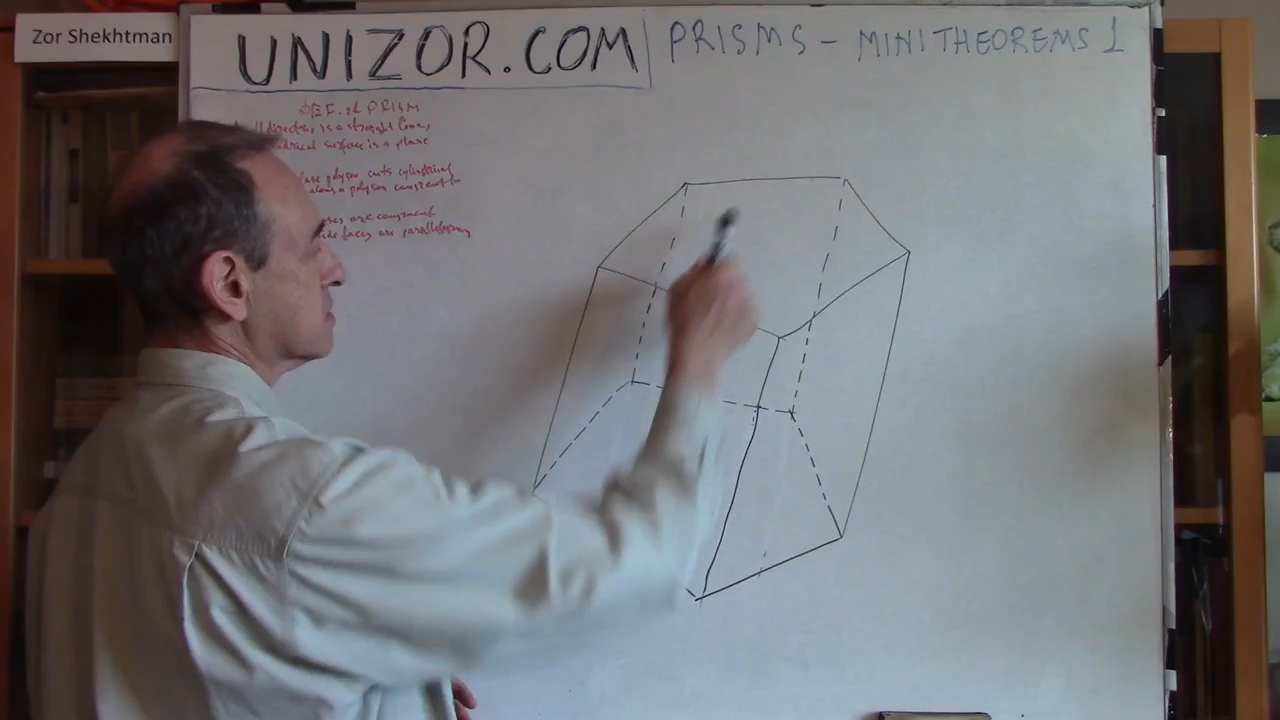 Zor Shekhtman
UNIZOR.COM
PRISMS - MINITHEOREMS 1
DEF. of PRISM
directrix is a straight line,
surface is a plane
polygon cuts cylindrical
along a polygon congruent to
are congruent
faces are parallelograms